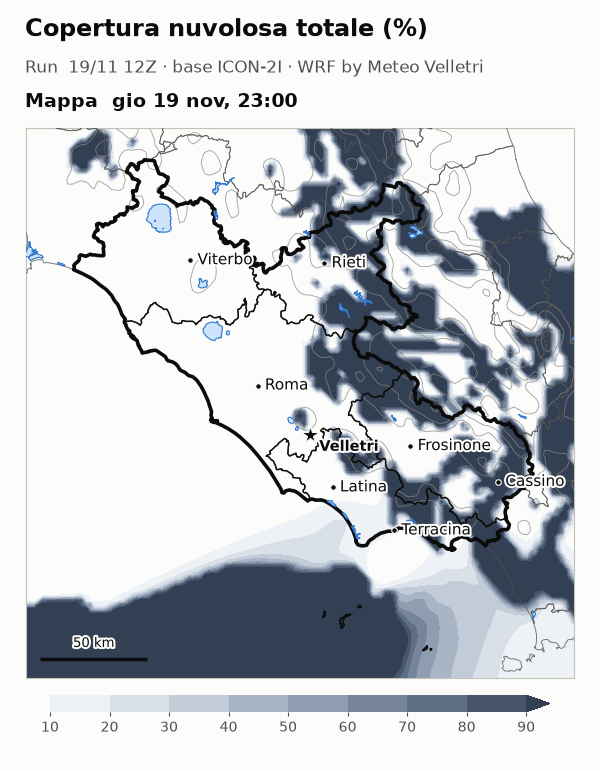 Copertura nuvolosa totale (%)
Run  19/11 12Z · base ICON-2I · WRF by Meteo Velletri
Mappa  gio 19 nov, 23:00
Viterbo
Rieti
Roma
Velletri
Frosinone
Cassino
Latina
Terracina
50 km
10 20 30 40 50 60 70 80 90